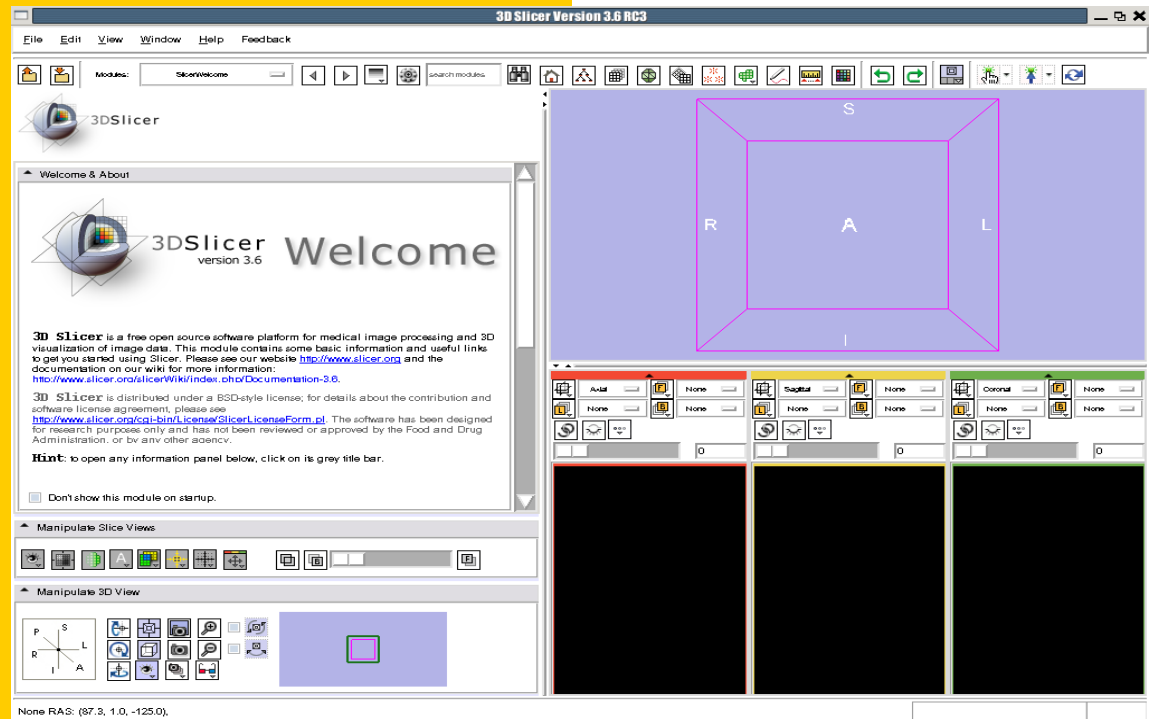 3D Slicer Version 3.6 RC3
File Edit View Window Help Feedback
Modules: SlicerWelcome search modules
3DSlicer
Welcome & About
3DSlicer
version 3.6
Welcome
3D Slicer is a free open source software platform for medical image processing and 3D
visualization of image data. This module contains some basic information and useful links
to get you started using Slicer. Please see our website http://www.slicer.org and the
documentation on our wiki for more information:
http://www.slicer.org/slicerWiki/index.php/Documentation-3.6.
3D Slicer is distributed under a BSD-style license; for details about the contribution and
software license agreement, please see
http://www.slicer.org/cgi-bin/License/SlicerLicenseForm.pl. The software has been designed
for research purposes only and has not been reviewed or approved by the Food and Drug
Administration, or by any other agency.
Hint: to open any information panel below, click on its grey title bar.
Don't show this module on startup.
Manipulate Slice Views
A
B
F
Manipulate 3D View
P S
R L
I A
S
R A L
I
Axial F None
L None B None
0
Sagittal F None
L None B None
0
Coronal F None
L None B None
0
None RAS: (87.3, 1.0, -125.0),